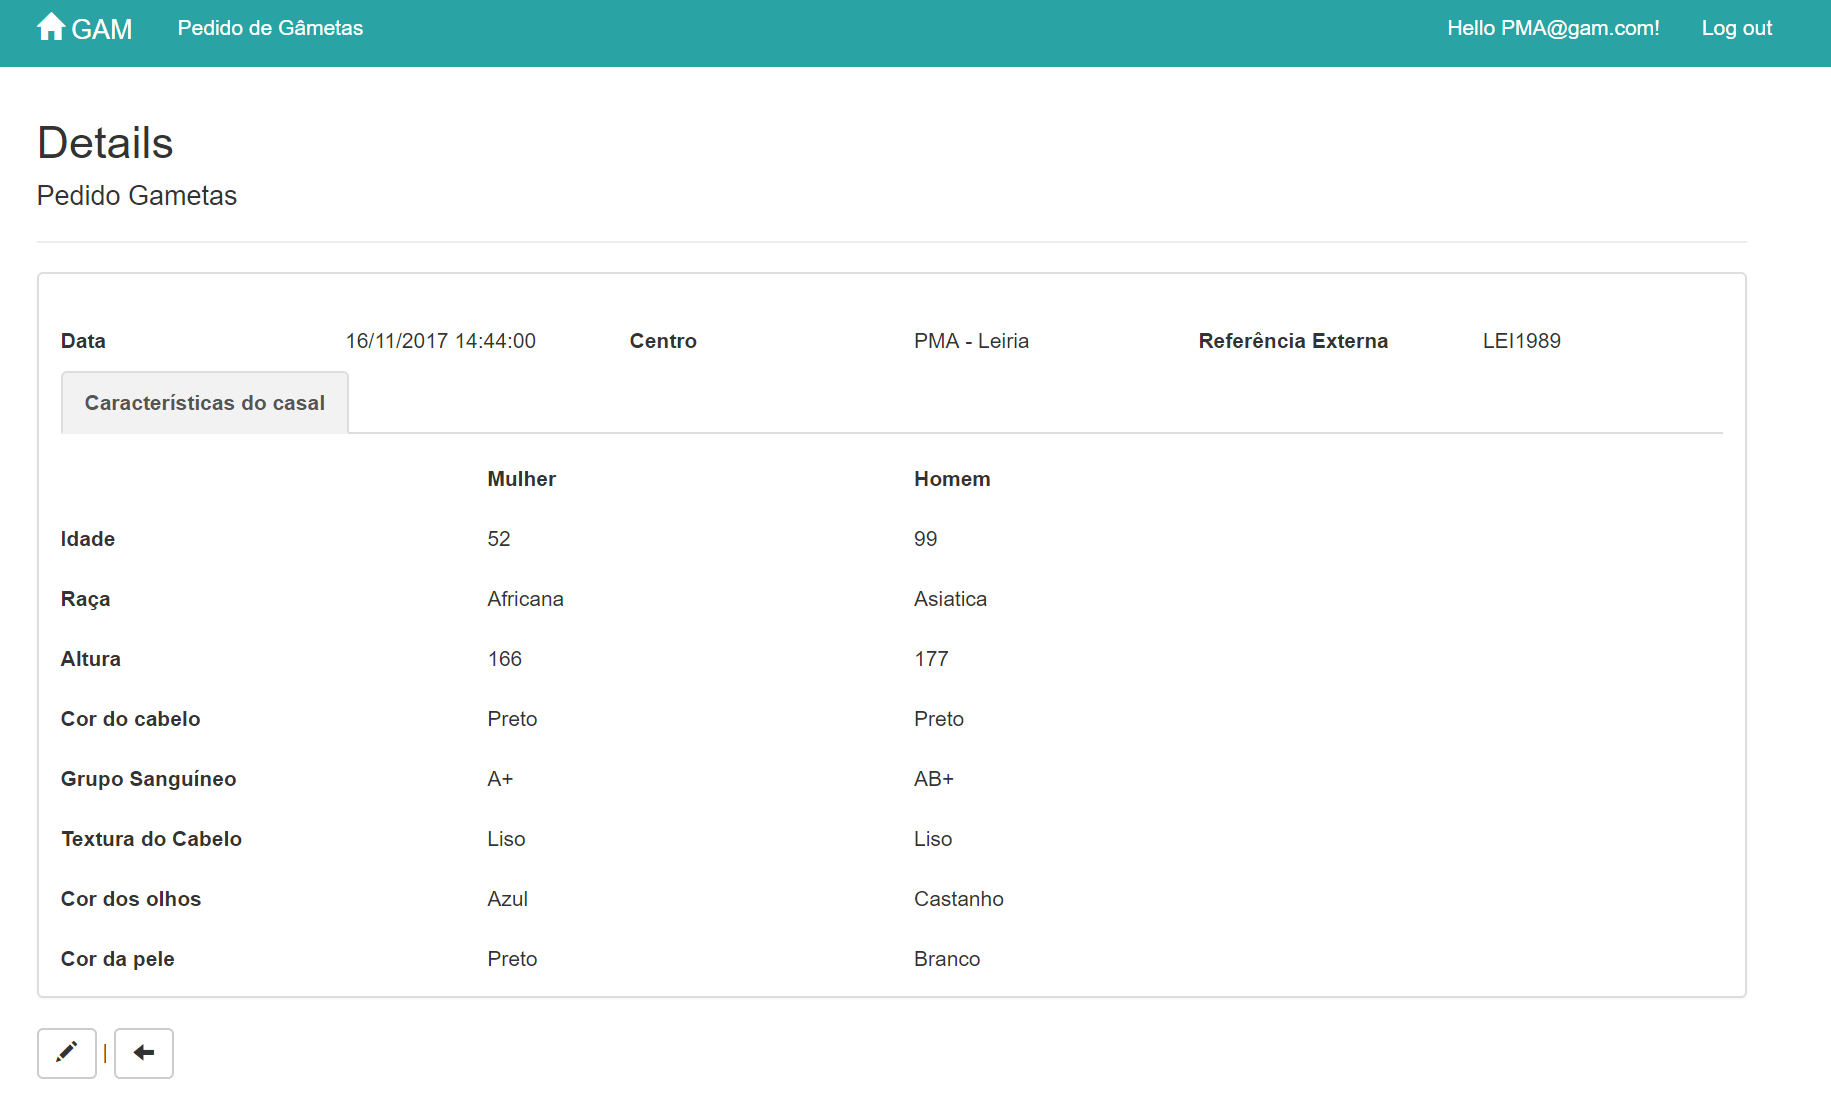 GAM Pedido de Gâmetas Hello PMA@gam.com! Log out
Details
Pedido Gametas
Data 16/11/2017 14:44:00 Centro PMA - Leiria Referência Externa LEI1989
Características do casal
Mulher Homem
Idade 52 99
Raça Africana Asiatica
Altura 166 177
Cor do cabelo Preto Preto
Grupo Sanguíneo A+ AB+
Textura do Cabelo Liso Liso
Cor dos olhos Azul Castanho
Cor da pele Preto Branco
|